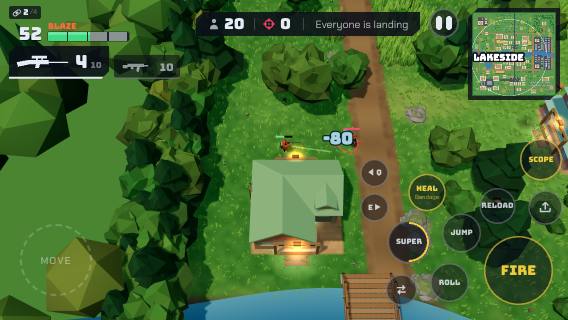 2/4
20
0
Everyone is landing
BLAZE
52
4 10
10
LAKESIDE
-80
SCOPE
Q
HEAL
Bandage
E
RELOAD
SUPER
JUMP
MOVE
FIRE
ROLL